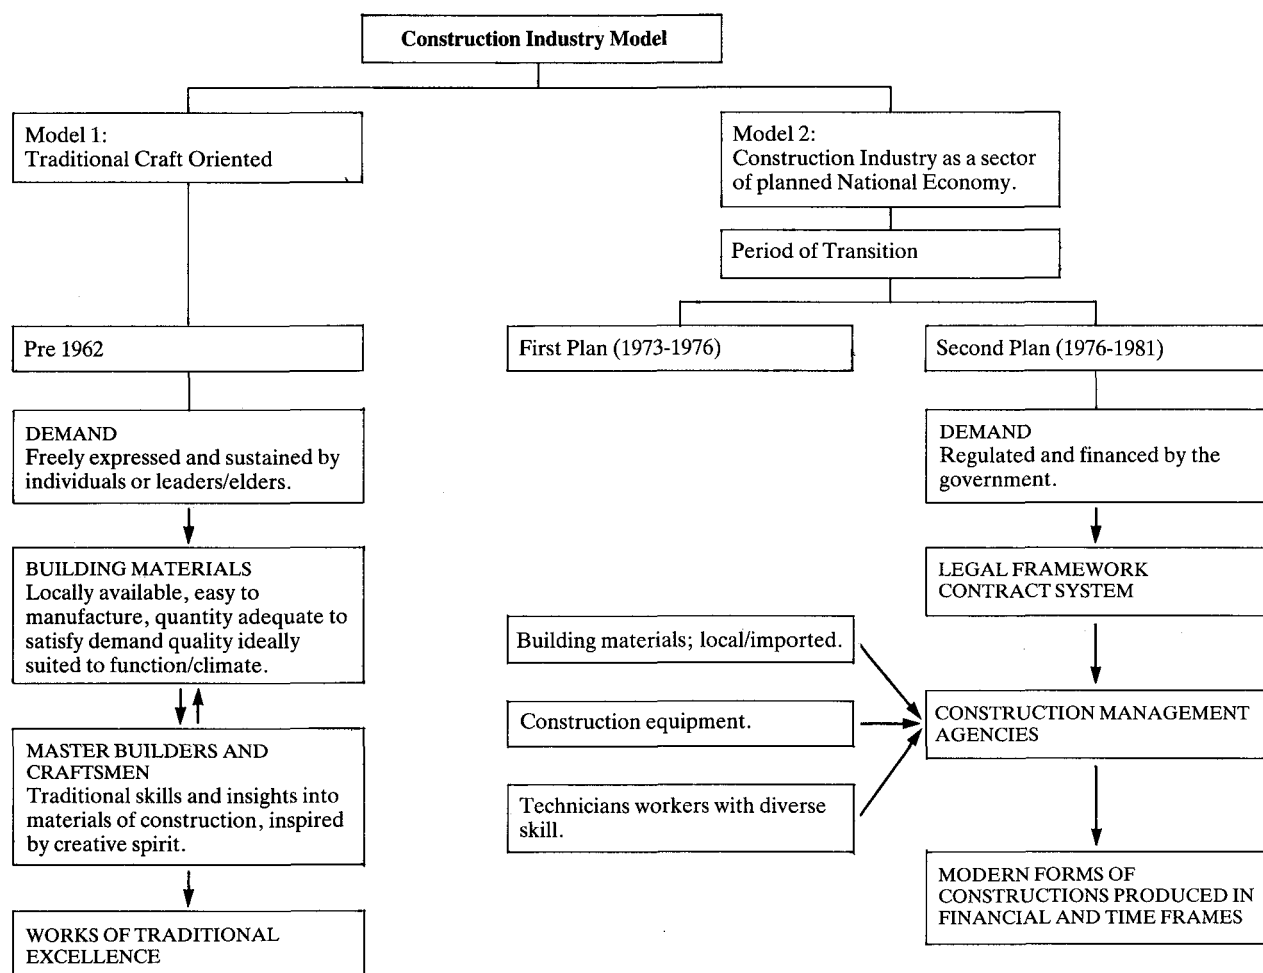 Construction Industry Model
Model 1:
Traditional Craft Oriented
Model 2:
Construction Industry as a sector
of planned National Economy.
Period of Transition
Pre 1962
First Plan (1973-1976)
Second Plan (1976-1981)
DEMAND
Freely expressed and sustained by
individuals or leaders/elders.
DEMAND
Regulated and financed by the
government.
BUILDING MATERIALS
Locally available, easy to
manufacture, quantity adequate to
satisfy demand quality ideally
suited to function/climate.
LEGAL FRAMEWORK
CONTRACT SYSTEM
Building materials; local/imported.
Construction equipment.
Technicians workers with diverse
skill.
CONSTRUCTION MANAGEMENT
AGENCIES
MASTER BUILDERS AND
CRAFTSMEN
Traditional skills and insights into
materials of construction, inspired
by creative spirit.
MODERN FORMS OF
CONSTRUCTIONS PRODUCED IN
FINANCIAL AND TIME FRAMES
WORKS OF TRADITIONAL
EXCELLENCE